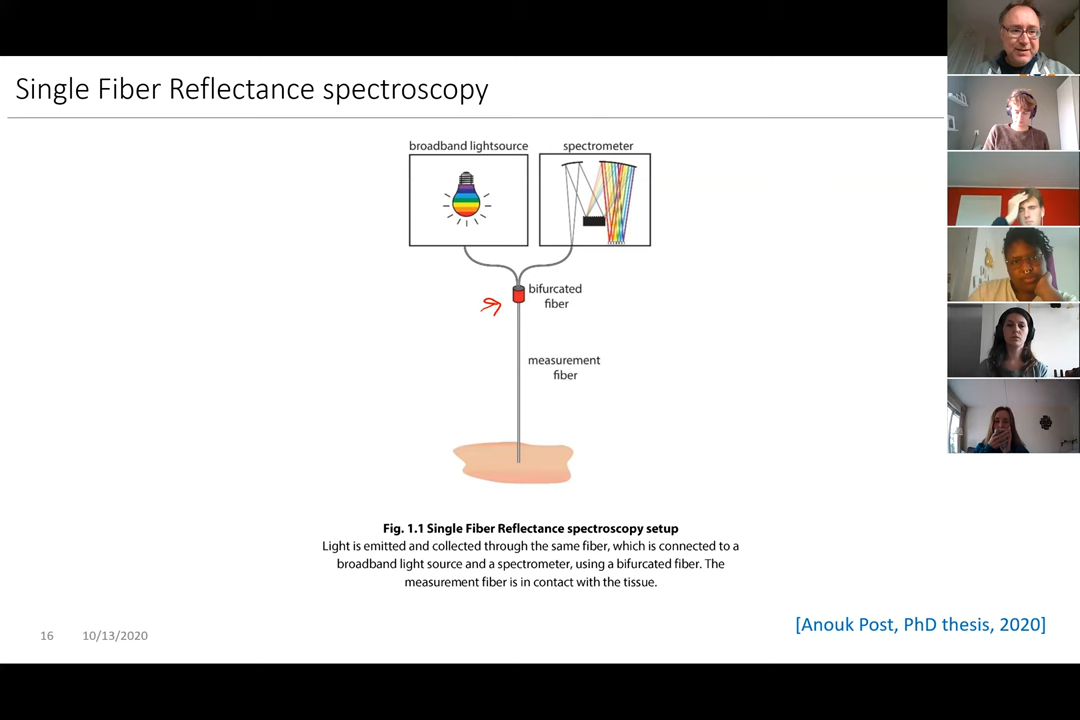 Single Fiber Reflectance spectroscopy
broadband lightsource
spectrometer
bifurcated
fiber
measurement
fiber
Fig. 1.1 Single Fiber Reflectance spectroscopy setup
Light is emitted and collected through the same fiber, which is connected to a
broadband light source and a spectrometer, using a bifurcated fiber. The
measurement fiber is in contact with the tissue.
[Anouk Post, PhD thesis, 2020]
16
10/13/2020